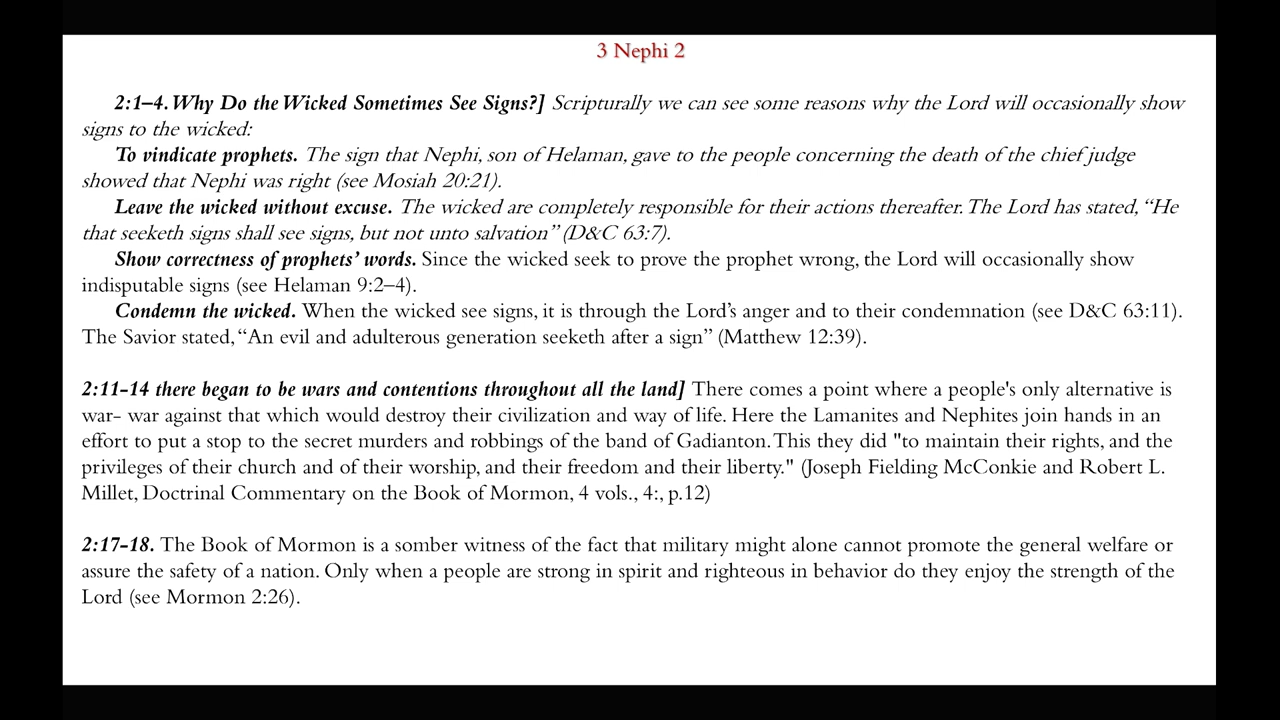 3 Nephi 2
2:1–4. Why Do the Wicked Sometimes See Signs?] Scripturally we can see some reasons why the Lord will occasionally show
signs to the wicked:
To vindicate prophets. The sign that Nephi, son of Helaman, gave to the people concerning the death of the chief judge
showed that Nephi was right (see Mosiah 20:21).
Leave the wicked without excuse. The wicked are completely responsible for their actions thereafter. The Lord has stated, “He
that seeketh signs shall see signs, but not unto salvation” (D&C 63:7).
Show correctness of prophets’ words. Since the wicked seek to prove the prophet wrong, the Lord will occasionally show
indisputable signs (see Helaman 9:2–4).
Condemn the wicked. When the wicked see signs, it is through the Lord’s anger and to their condemnation (see D&C 63:11).
The Savior stated, “An evil and adulterous generation seeketh after a sign” (Matthew 12:39).
2:11-14 there began to be wars and contentions throughout all the land] There comes a point where a people's only alternative is
war- war against that which would destroy their civilization and way of life. Here the Lamanites and Nephites join hands in an
effort to put a stop to the secret murders and robbings of the band of Gadianton. This they did "to maintain their rights, and the
privileges of their church and of their worship, and their freedom and their liberty." (Joseph Fielding McConkie and Robert L.
Millet, Doctrinal Commentary on the Book of Mormon, 4 vols., 4:, p.12)
2:17-18. The Book of Mormon is a somber witness of the fact that military might alone cannot promote the general welfare or
assure the safety of a nation. Only when a people are strong in spirit and righteous in behavior do they enjoy the strength of the
Lord (see Mormon 2:26).